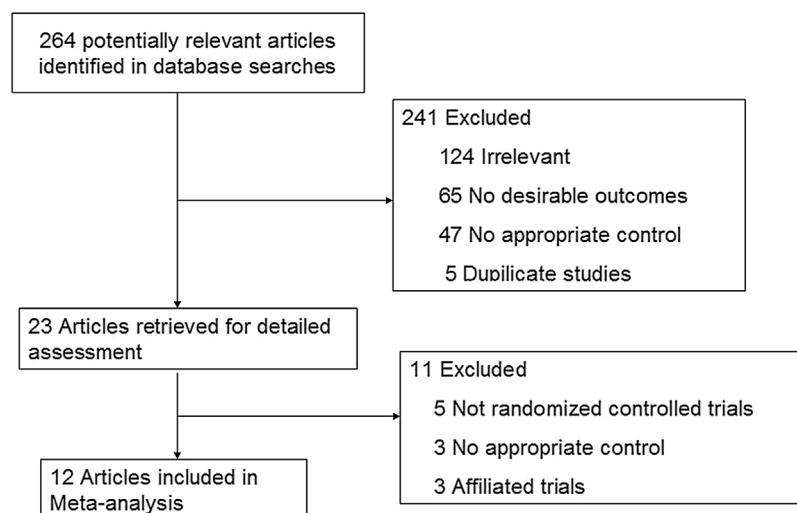 264 potentially relevant articles
identified in database searches
241 Excluded
124 Irrelevant
65 No desirable outcomes
47 No appropriate control
5 Dupilicate studies
23 Articles retrieved for detailed
assessment
11 Excluded
5 Not randomized controlled trials
3 No appropriate control
3 Affiliated trials
12 Articles included in
Meta-analysis